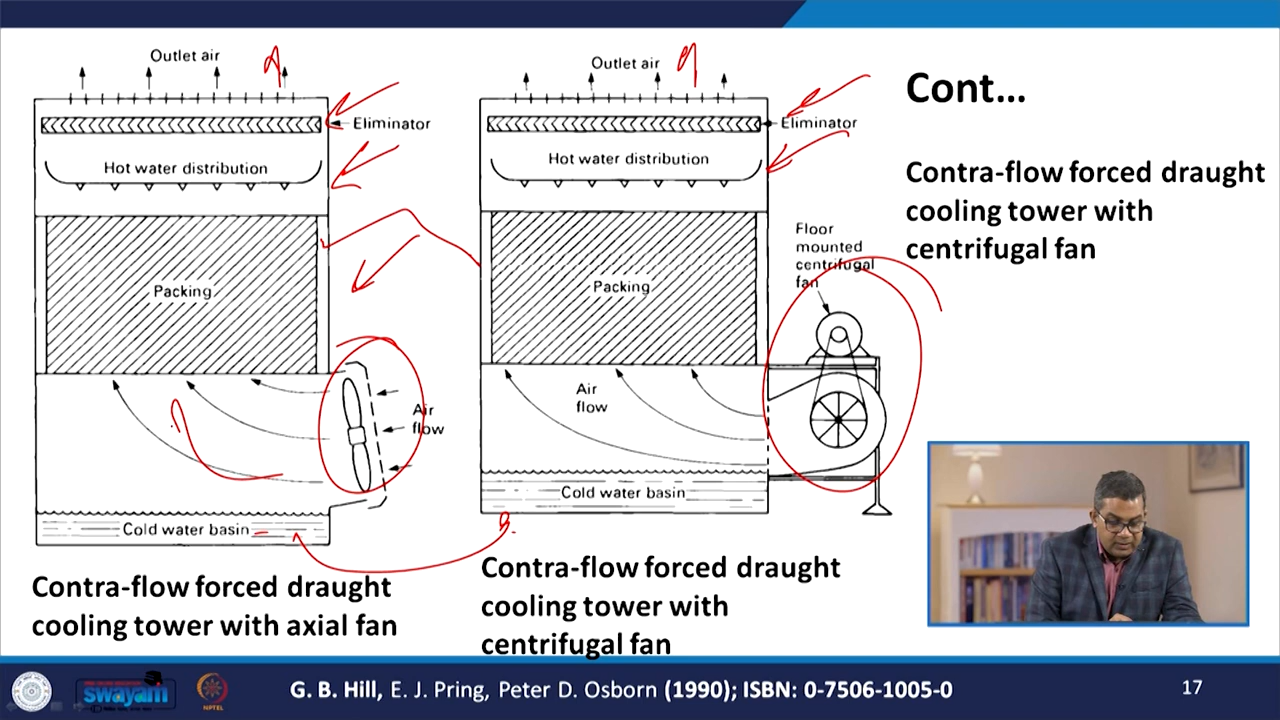 Cont...
Contra-flow forced draught
cooling tower with
centrifugal fan
Outlet air
Eliminator
Hot water distribution
Packing
Air
flow
Cold water basin
Contra-flow forced draught
cooling tower with axial fan
Outlet air
Eliminator
Hot water distribution
Floor
mounted
centrifugal
fan
Packing
Air
flow
Cold water basin
Contra-flow forced draught
cooling tower with
centrifugal fan
swayam
NPTEL
G. B. Hill, E. J. Pring, Peter D. Osborn (1990); ISBN: 0-7506-1005-0
17